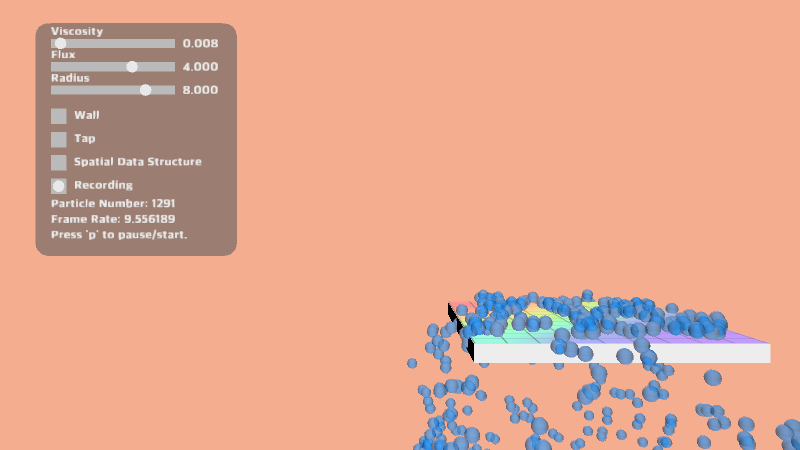 Viscosity
0.008
Flux
4.000
Radius
8.000
Wall
Tap
Spatial Data Structure
Recording
Particle Number: 1291
Frame Rate: 9.556189
Press 'p' to pause/start.